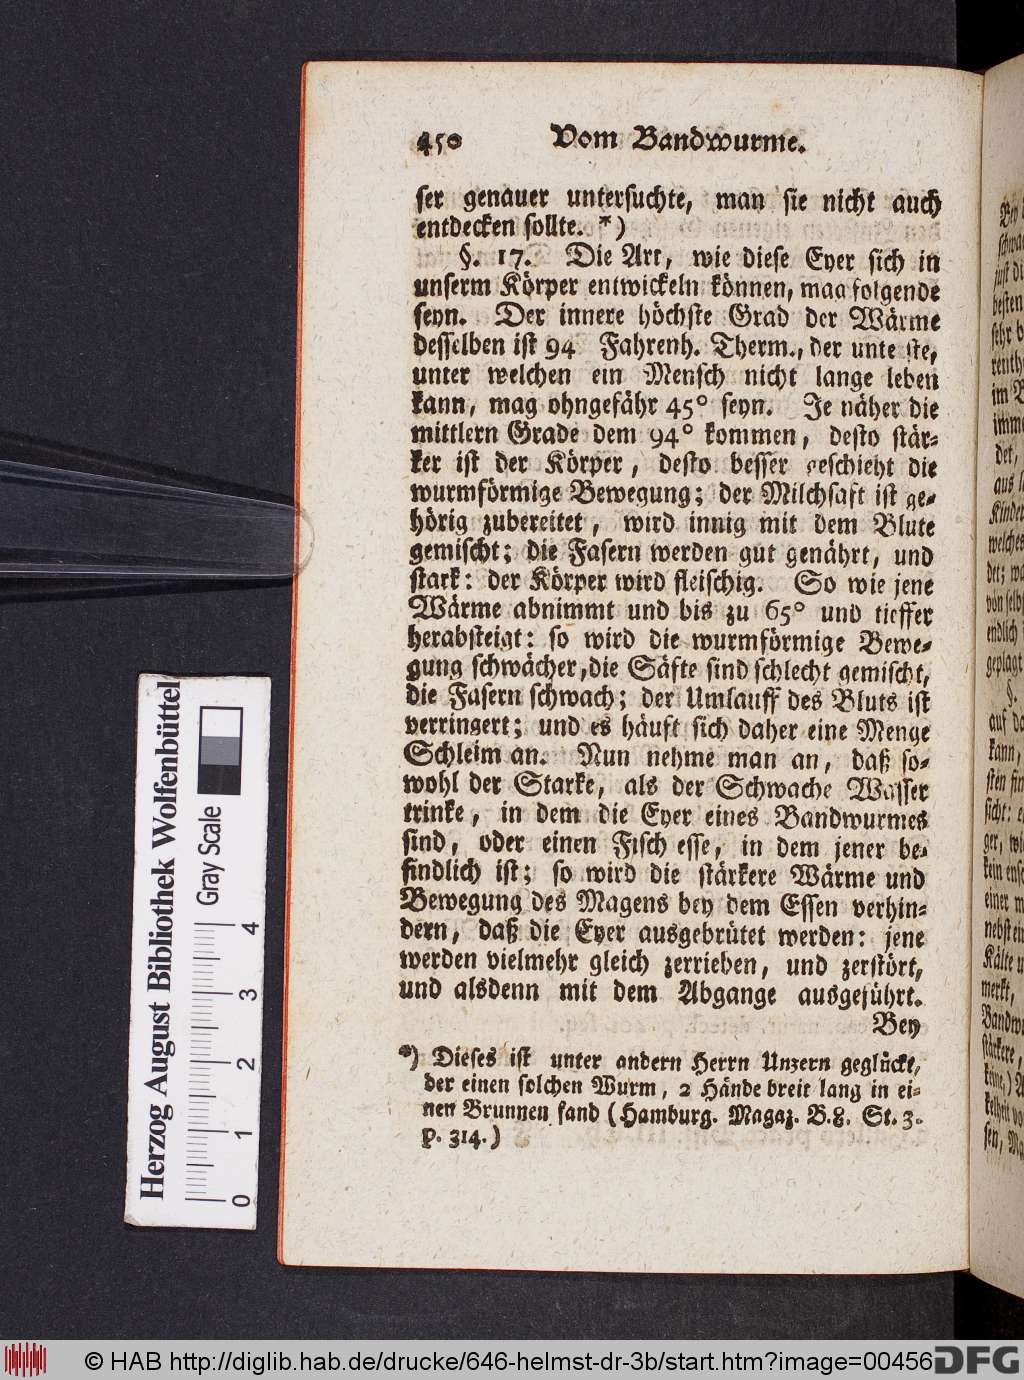 450 Vom Bandwurme.
ser genauer untersuchte, man sie nicht auch
entdecken sollte. *)
§. 17. Die Art, wie diese Eyer sich in
unserm Körper entwickeln können, mag folgende
seyn. Der innere höchste Grad der Wärme
desselben ist 94 Fahrenh. Therm., der unterste,
unter welchen ein Mensch nicht lange leben
kann, mag ohngefähr 45° seyn. Je näher die
mittlern Grade dem 94° kommen, desto stär-
ker ist der Körper, desto besser geschieht die
wurmförmige Bewegung; der Milchsaft ist ge-
hörig zubereitet, wird innig mit dem Blute
gemischt; die Fasern werden gut genährt, und
stark: der Körper wird fleischig. So wie jene
Wärme abnimmt und bis zu 65° und tieffer
herabsteigt: so wird die wurmförmige Bewe-
gung schwächer, die Säfte sind schlecht gemischt,
die Fasern schwach; der Umlauff des Bluts ist
verringert; und es häuft sich daher eine Menge
Schleim an. Nun nehme man an, daß so-
wohl der Starke, als der Schwache Wasser
trinke, in dem die Eyer eines Bandwurmes
sind, oder einen Fisch esse, in dem jener be-
findlich ist; so wird die stärkere Wärme und
Bewegung des Magens bey dem Essen verhin-
dern, daß die Eyer ausgebrütet werden: jene
werden vielmehr gleich zerrieben, und zerstört,
und alsdenn mit dem Abgange ausgeführt.
Bey
*) Dieses ist unter andern Herrn Unzern geglückt,
der einen solchen Wurm, 2 Hände breit lang in ei-
nen Brunnen fand (Hamburg. Magaz. B. 8. St. 3.
p. 314.)
Herzog August Bibliothek Wolfenbüttel
Gray Scale
0 1 2 3 4
© HAB http://diglib.hab.de/drucke/646-helmst-dr-3b/start.htm?image=00456
DFG